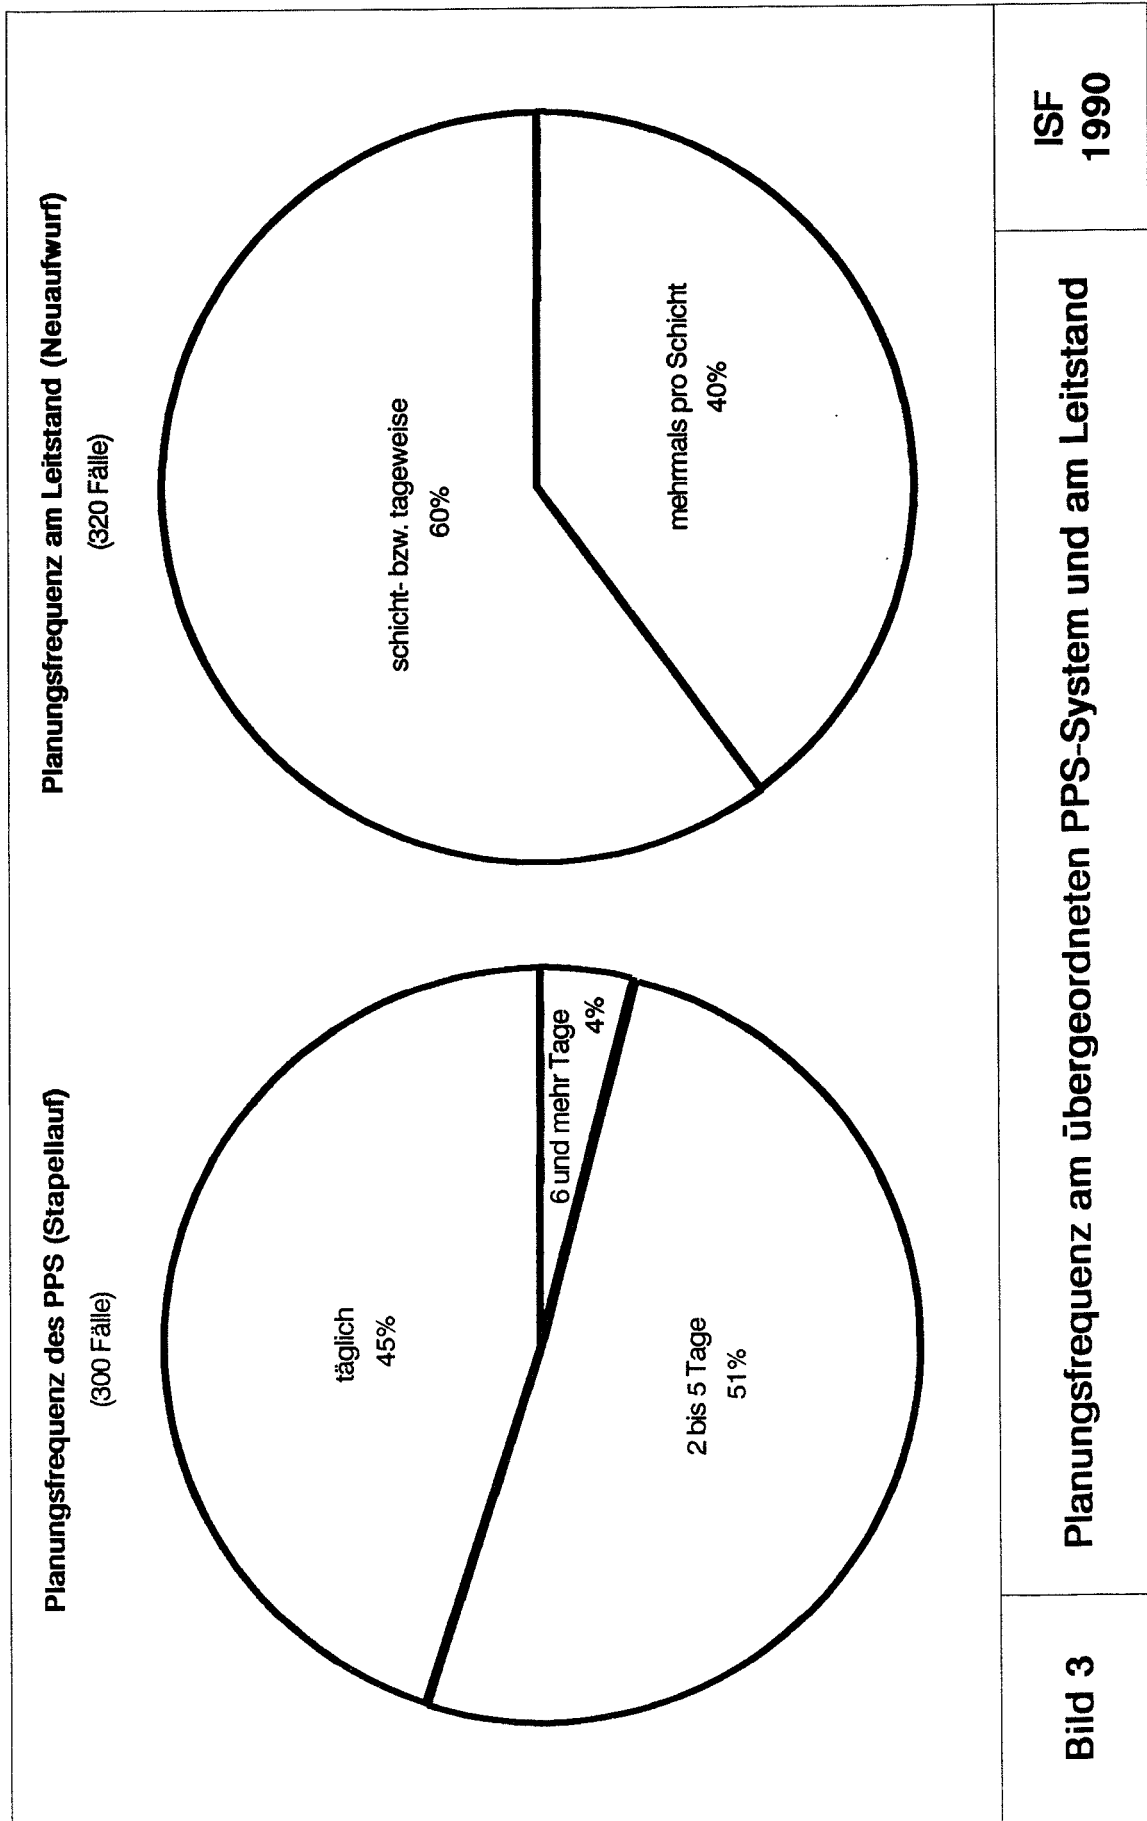 Planungsfrequenz des PPS (Stapellauf)
(300 Fälle)
täglich
45%
6 und mehr Tage
4%
2 bis 5 Tage
51%
Planungsfrequenz am Leitstand (Neuaufwurf)
(320 Fälle)
schicht- bzw. tageweise
60%
mehrmals pro Schicht
40%
Bild 3
Planungsfrequenz am übergeordneten PPS-System und am Leitstand
ISF
1990